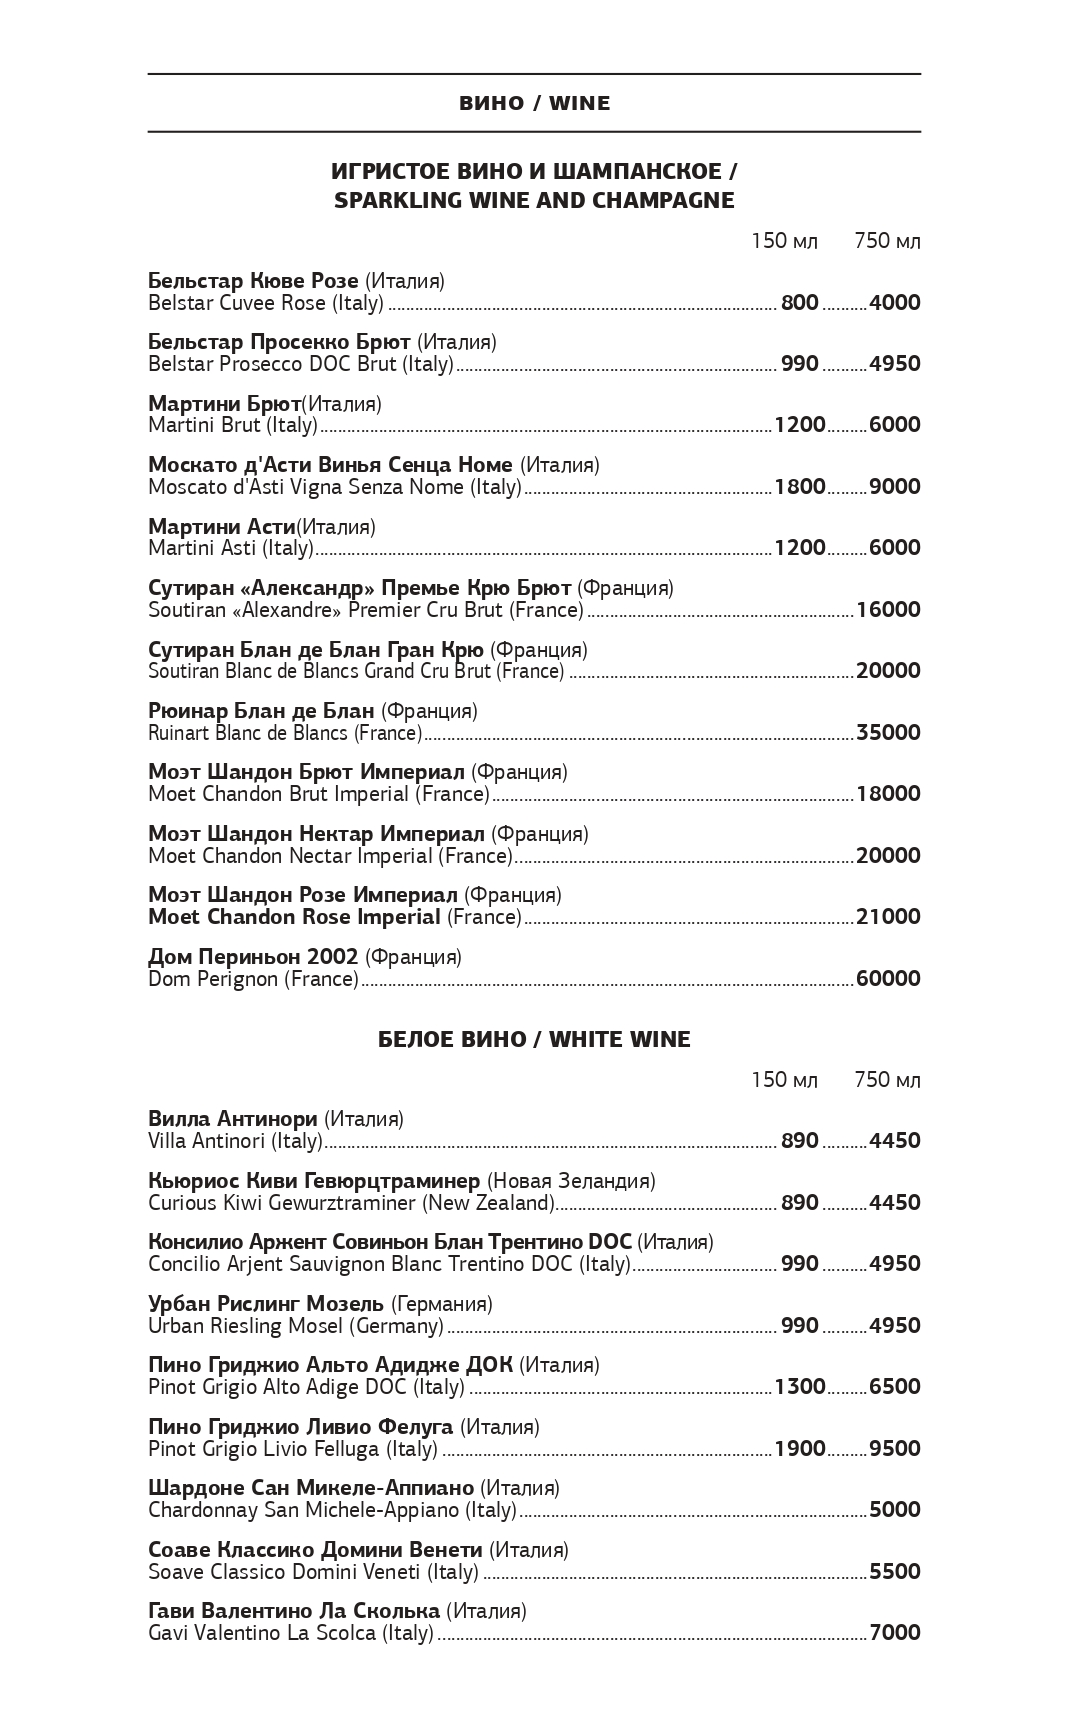 ВИНО / WINE
ИГРИСТОЕ ВИНО И ШАМПАНСКОЕ /
SPARKLING WINE AND CHAMPAGNE
150 мл 750 мл
Бельстар Кюве Розе (Италия)
Belstar Cuvee Rose (Italy) 800 4000
Бельстар Просекко Брют (Италия)
Belstar Prosecco DOC Brut (Italy) 990 4950
Мартини Брют(Италия)
Martini Brut (Italy) 1200 6000
Москато д'Асти Винья Сенца Номе (Италия)
Moscato d'Asti Vigna Senza Nome (Italy) 1800 9000
Мартини Асти(Италия)
Martini Asti (Italy) 1200 6000
Сутиран «Александр» Премье Крю Брют (Франция)
Soutiran «Alexandre» Premier Cru Brut (France) 16000
Сутиран Блан де Блан Гран Крю (Франция)
Soutiran Blanc de Blancs Grand Cru Brut (France) 20000
Рюинар Блан де Блан (Франция)
Ruinart Blanc de Blancs (France) 35000
Моэт Шандон Брют Империал (Франция)
Moet Chandon Brut Imperial (France) 18000
Моэт Шандон Нектар Империал (Франция)
Moet Chandon Nectar Imperial (France) 20000
Моэт Шандон Розе Империал (Франция)
Moet Chandon Rose Imperial (France) 21000
Дом Периньон 2002 (Франция)
Dom Perignon (France) 60000
БЕЛОЕ ВИНО / WHITE WINE
150 мл 750 мл
Вилла Антинори (Италия)
Villa Antinori (Italy) 890 4450
Кьюриос Киви Гевюрцтраминер (Новая Зеландия)
Curious Kiwi Gewurztraminer (New Zealand) 890 4450
Консилио Аржент Совиньон Блан Трентино DOC (Италия)
Concilio Arjent Sauvignon Blanc Trentino DOC (Italy) 990 4950
Урбан Рислинг Мозель (Германия)
Urban Riesling Mosel (Germany) 990 4950
Пино Гриджио Альто Адидже ДОК (Италия)
Pinot Grigio Alto Adige DOC (Italy) 1300 6500
Пино Гриджио Ливио Фелуга (Италия)
Pinot Grigio Livio Felluga (Italy) 1900 9500
Шардоне Сан Микеле-Аппиано (Италия)
Chardonnay San Michele-Appiano (Italy) 5000
Соаве Классико Домини Венети (Италия)
Soave Classico Domini Veneti (Italy) 5500
Гави Валентино Ла Сколька (Италия)
Gavi Valentino La Scolca (Italy) 7000